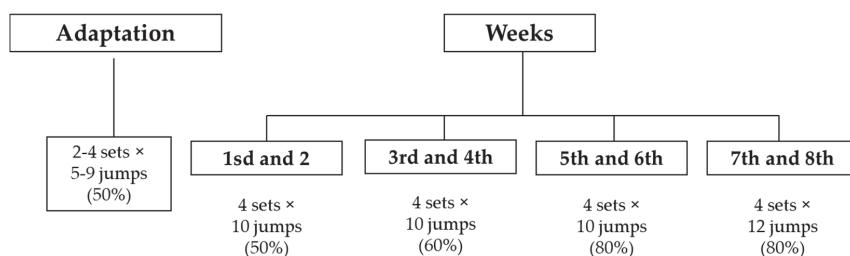 Adaptation
Weeks
2-4 sets ×
5-9 jumps
(50%)
1sd and 2
3rd and 4th
5th and 6th
7th and 8th
4 sets ×
10 jumps
(50%)
4 sets ×
10 jumps
(60%)
4 sets ×
10 jumps
(80%)
4 sets ×
12 jumps
(80%)